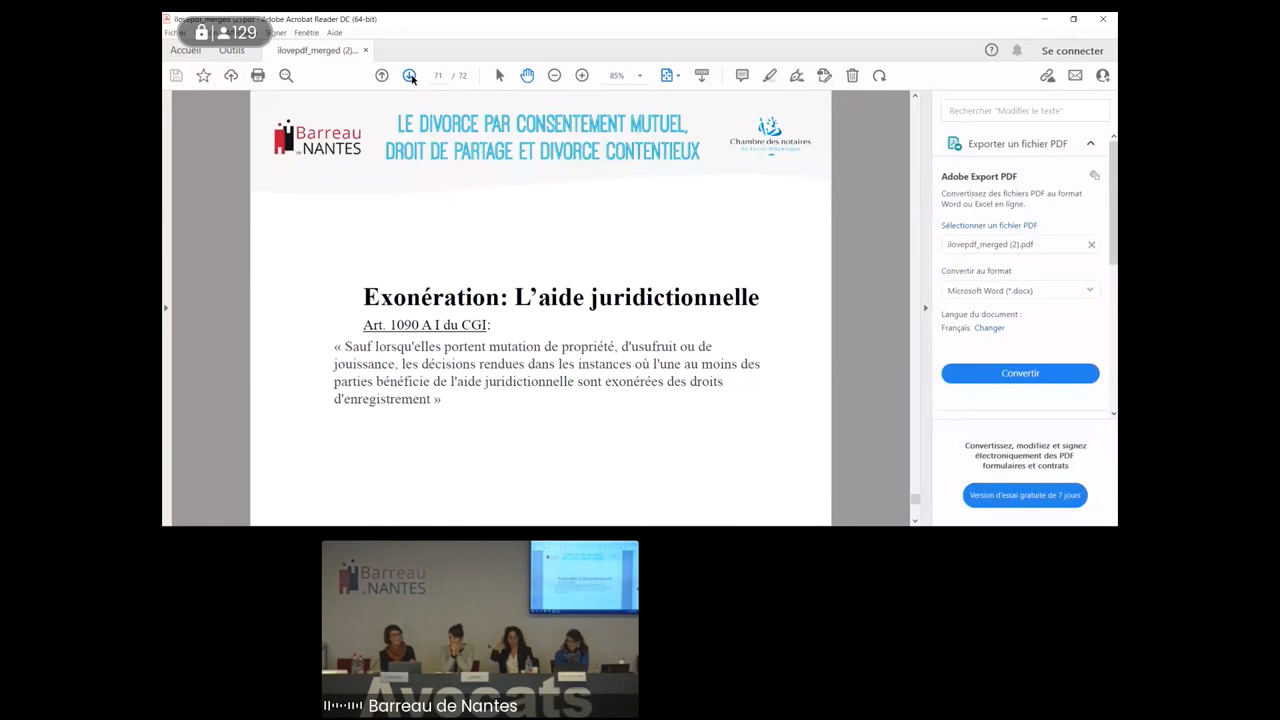 ilovepdf_merged (2).pdf - Adobe Acrobat Reader DC (64-bit)
129
Fichier
Signer Fenêtre Aide
Accueil Outils ilovepdf_merged (2)... ×
Se connecter
71 / 72
85%
Barreau
de NANTES
LE DIVORCE PAR CONSENTEMENT MUTUEL,
DROIT DE PARTAGE ET DIVORCE CONTENTIEUX
Chambre des notaires
de Loire-Atlantique
Exonération: L’aide juridictionnelle
Art. 1090 A I du CGI:
« Sauf lorsqu'elles portent mutation de propriété, d'usufruit ou de
jouissance, les décisions rendues dans les instances où l'une au moins des
parties bénéficie de l'aide juridictionnelle sont exonérées des droits
d'enregistrement »
Rechercher "Modifier le texte"
Exporter un fichier PDF
Adobe Export PDF
Convertissez des fichiers PDF au format
Word ou Excel en ligne.
Sélectionner un fichier PDF
ilovepdf_merged (2).pdf
Convertir au format
Microsoft Word (*.docx)
Langue du document :
Français Changer
Convertir
Convertissez, modifiez et signez
électroniquement des PDF
formulaires et contrats
Version d'essai gratuite de 7 jours
Barreau
de NANTES
Avocats
Barreau de Nantes